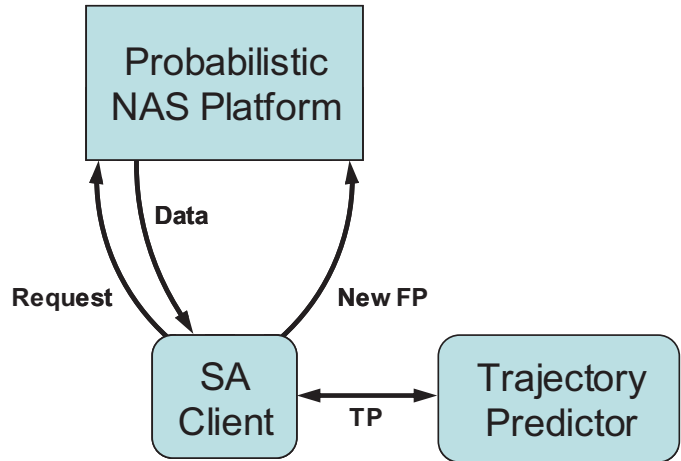 Probabilistic
NAS Platform
Data
Request
New FP
SA
Client
TP
Trajectory
Predictor